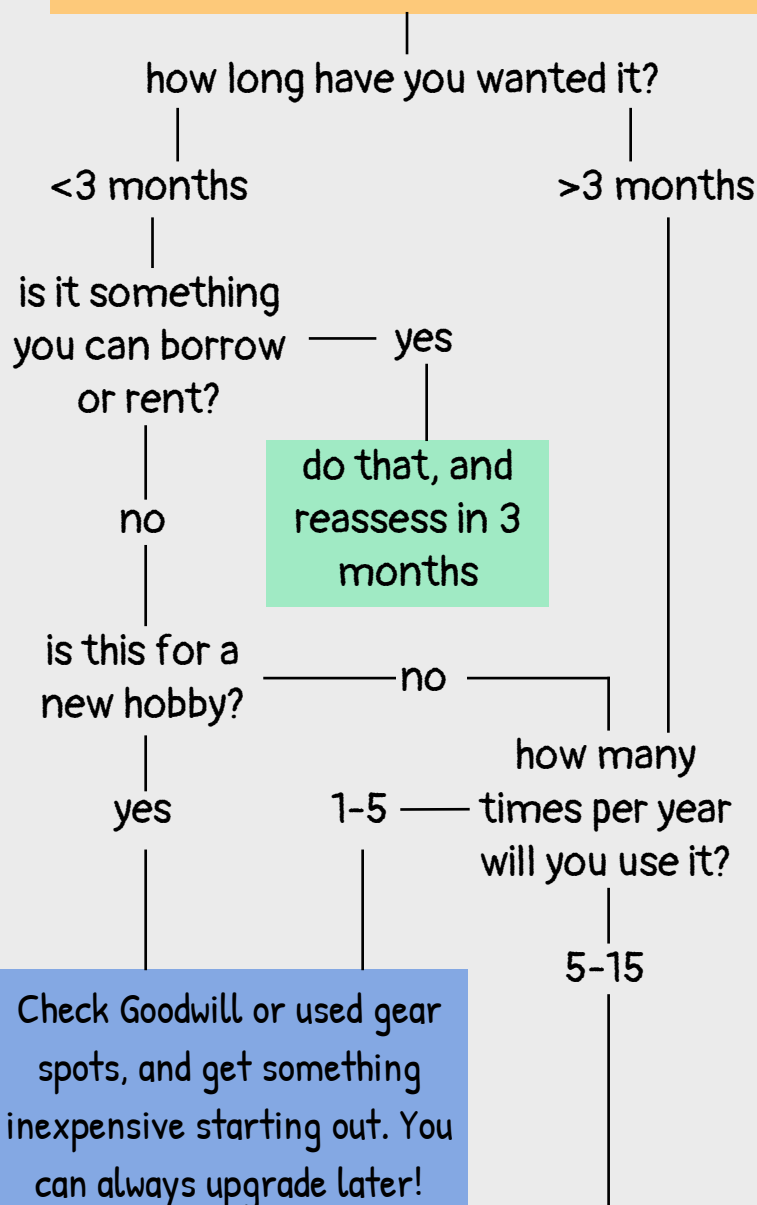 how long have you wanted it?
<3 months
>3 months
is it something
you can borrow
or rent?
yes
do that, and
reassess in 3
months
no
is this for a
new hobby?
no
how many
times per year
will you use it?
yes
1-5
5-15
Check Goodwill or used gear
spots, and get something
inexpensive starting out. You
can always upgrade later!